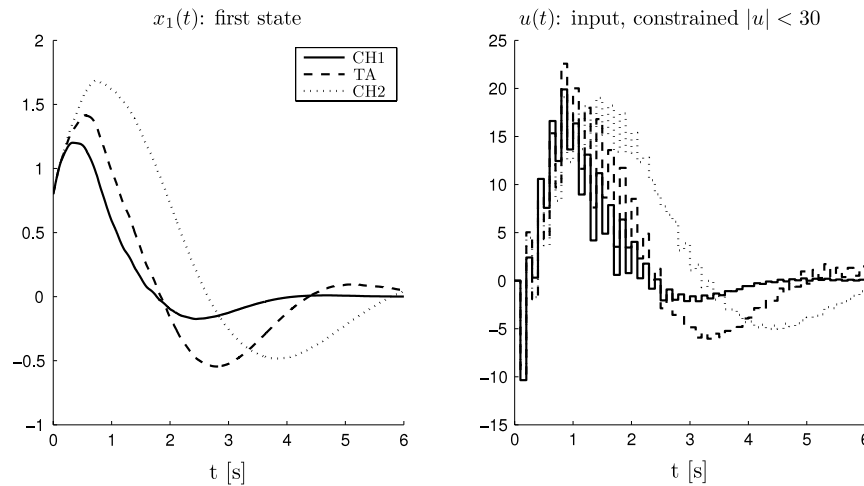 x₁(t): first state
2
1.5
1
0.5
0
−0.5
−1
0 1 2 3 4 5 6
t [s]
CH1
TA
CH2
u(t): input, constrained |u| < 30
25
20
15
10
5
0
−5
−10
−15
0 1 2 3 4 5 6
t [s]